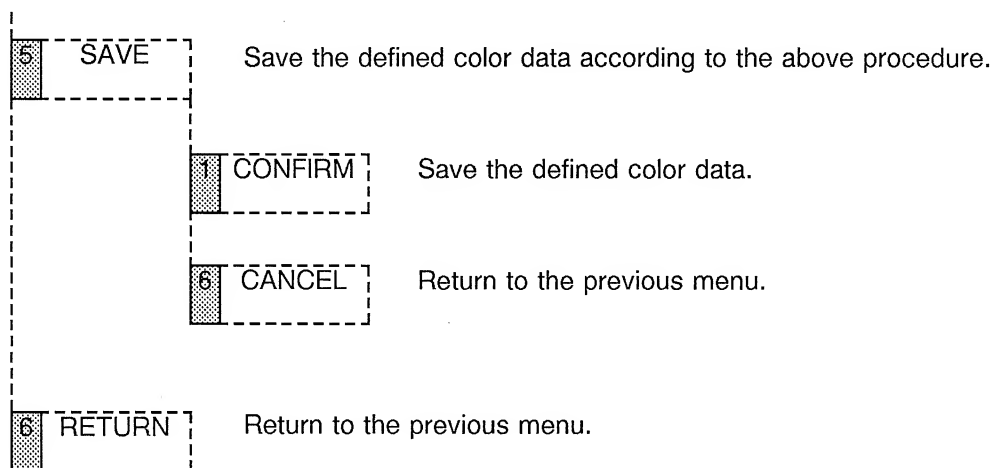 5 SAVE Save the defined color data according to the above procedure.
1 CONFIRM Save the defined color data.
6 CANCEL Return to the previous menu.
6 RETURN Return to the previous menu.